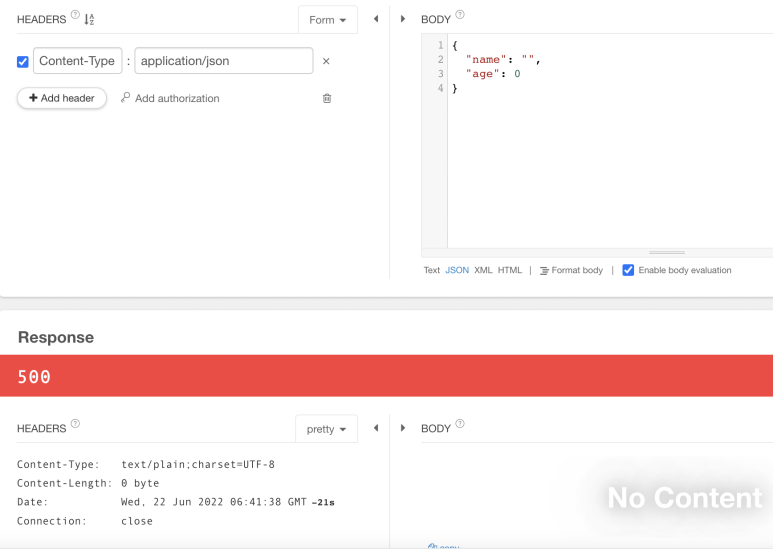 HEADERS ? Form
Content-Type : application/json ×
+ Add header Add authorization
BODY ?
1 {
2 "name": "",
3 "age": 0
4 }
Text JSON XML HTML | Format body | Enable body evaluation
Response
500
HEADERS ? pretty
Content-Type: text/plain;charset=UTF-8
Content-Length: 0 byte
Date: Wed, 22 Jun 2022 06:41:38 GMT -21s
Connection: close
BODY ?
No Content
copy